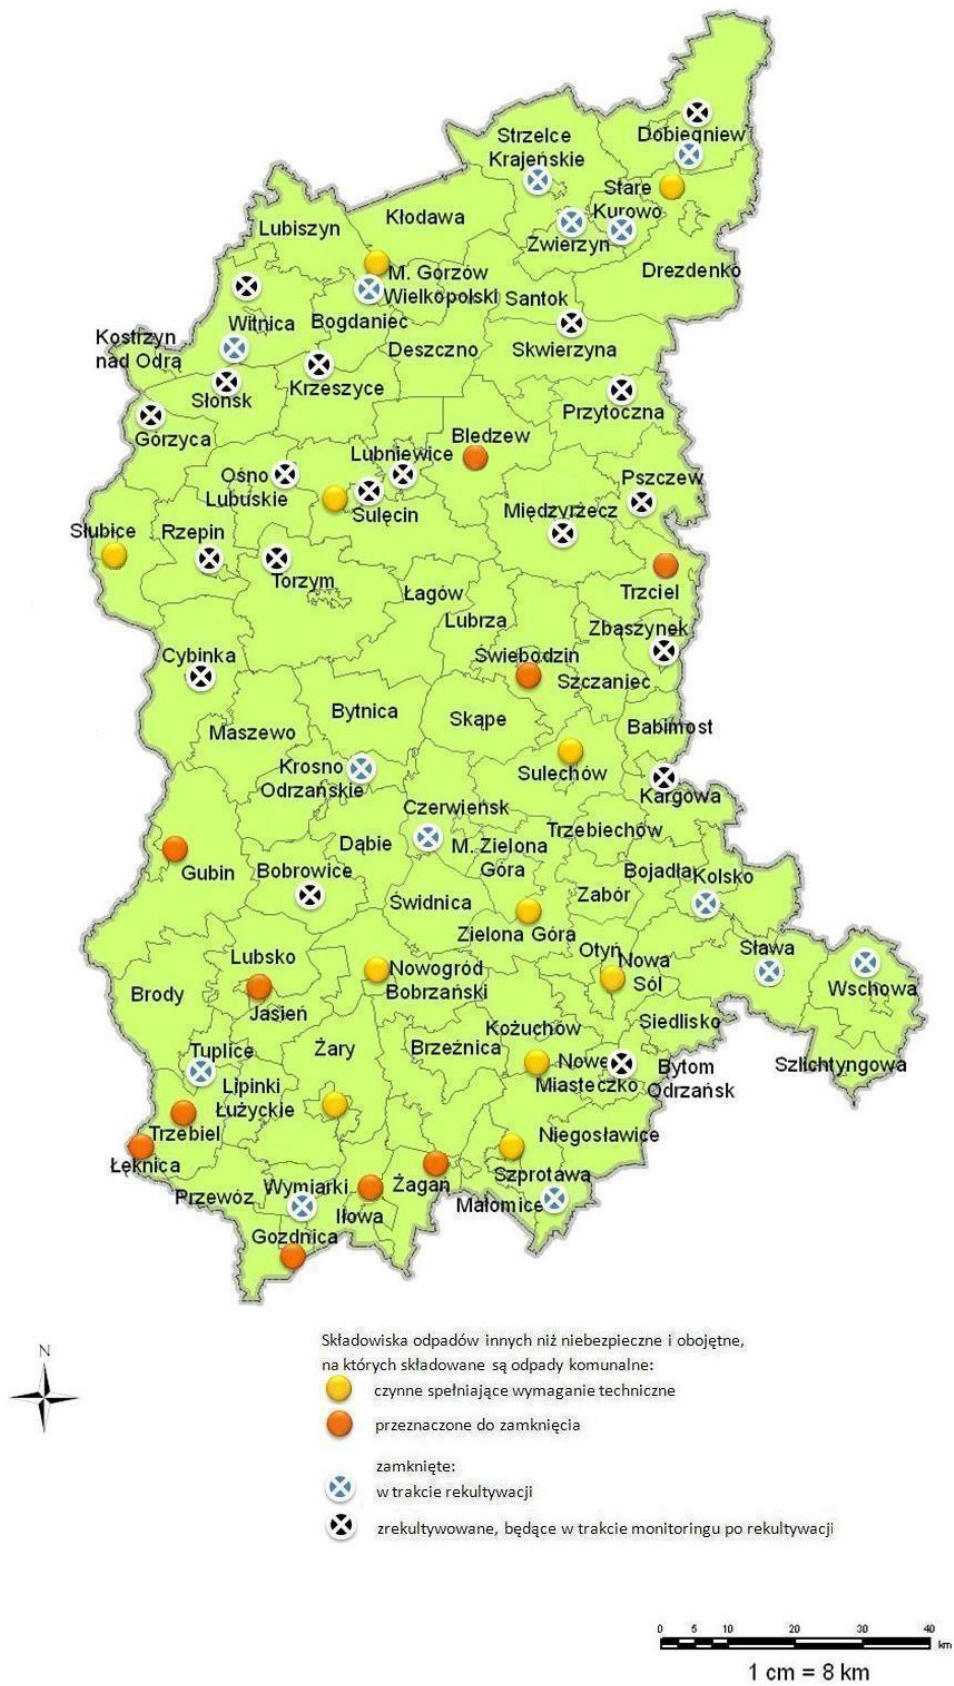 Strzelce
Krajeńskie
Dobiegniew
Stare
Kurowo
Zwierzyn
Drezdenko
Kłodawa
Lubiszyn
M. Gorzów
Wielkopolski
Santok
Witnica
Bogdaniec
Kostrzyn
nad Odrą
Deszczno
Skwierzyna
Krzeszyce
Słońsk
Przytoczna
Górzyca
Bledzew
Lubniewice
Ośno
Lubuskie
Sulęcin
Pszczew
Międzyrzecz
Słubice
Rzepin
Torzym
Trzciel
Łagów
Lubrza
Zbąszynek
Świebodzin
Szczaniec
Cybinka
Bytnica
Skąpe
Babimost
Maszewo
Krosno
Odrzańskie
Sulechów
Kargowa
Czerwieńsk
Trzebiechów
Dąbie
M. Zielona
Góra
Gubin
Bobrowice
Bojadła
Kolsko
Świdnica
Zabór
Zielona Góra
Lubsko
Otyń
Nowa
Sól
Sława
Wschowa
Brody
Nowogród
Bobrzański
Jasień
Kożuchów
Siedlisko
Tuplice
Żary
Brzeźnica
Nowe
Miasteczko
Bytom
Odrzańsk
Szlichtyngowa
Lipinki
Łużyckie
Trzebiel
Niegosławice
Łęknica
Szprotawa
Przewóz
Wymiarki
Żagań
Małomice
Iłowa
Gozdnica
N
Składowiska odpadów innych niż niebezpieczne i obojętne,
na których składowane są odpady komunalne:
czynne spełniające wymaganie techniczne
przeznaczone do zamknięcia
zamknięte:
w trakcie rekultywacji
zrekultywowane, będące w trakcie monitoringu po rekultywacji
0 5 10 20 30 40
km
1 cm = 8 km